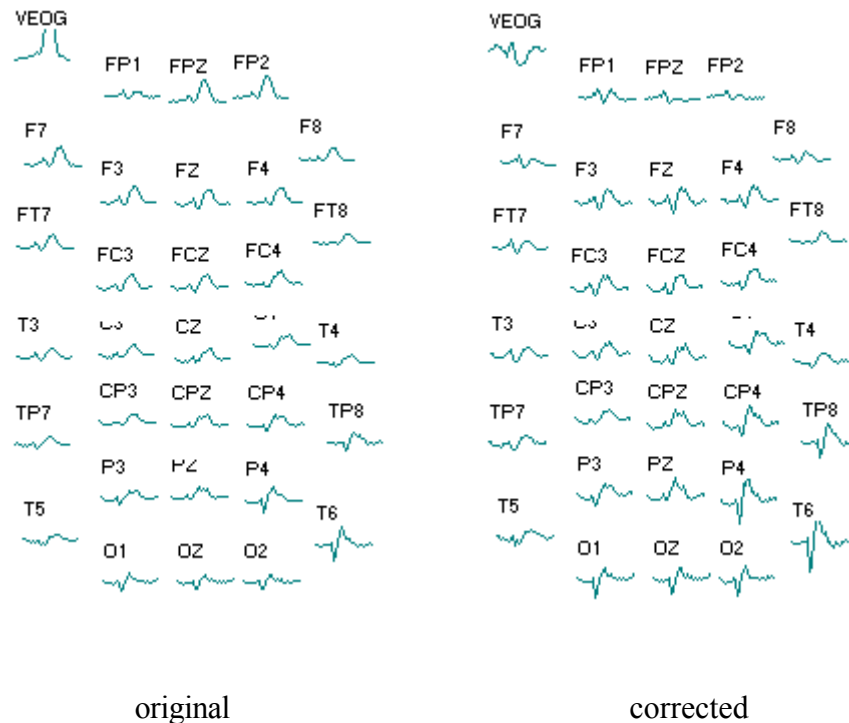 VEOG
FP1 FPZ FP2
F7 F8
F3 FZ F4
FT7 FT8
FC3 FCZ FC4
T3 C3 CZ T4
CP3 CPZ CP4
TP7 TP8
P3 PZ P4
T5 T6
O1 OZ O2
original
VEOG
FP1 FPZ FP2
F7 F8
F3 FZ F4
FT7 FT8
FC3 FCZ FC4
T3 C3 CZ T4
CP3 CPZ CP4
TP7 TP8
P3 PZ P4
T5 T6
O1 OZ O2
corrected